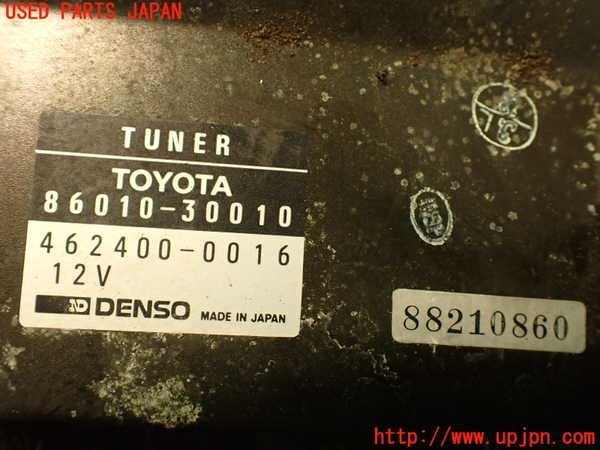 USED PARTS JAPAN
TUNER
TOYOTA
86010-30010
462400-0016
12V
ND DENSO MADE IN JAPAN
88210860
http://www.upjpn.com/